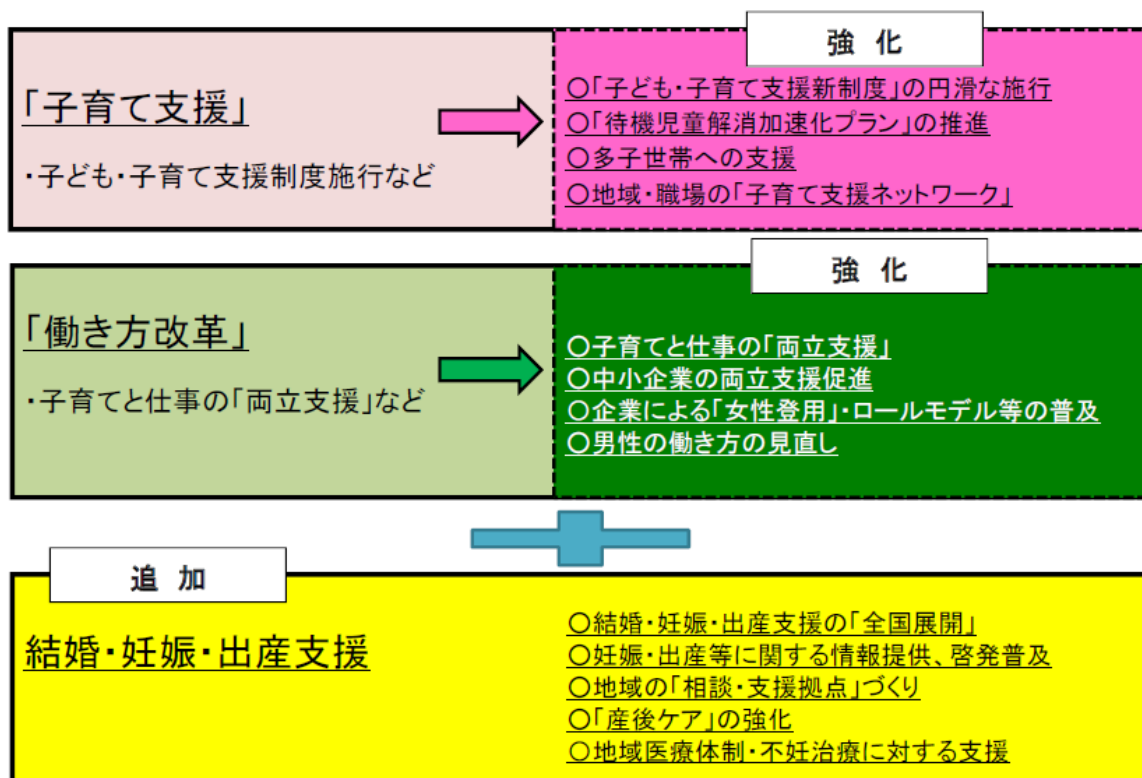 強 化
「子育て支援」
・子ども・子育て支援制度施行など
○「子ども・子育て支援新制度」の円滑な施行
○「待機児童解消加速化プラン」の推進
○多子世帯への支援
○地域・職場の「子育て支援ネットワーク」
強 化
「働き方改革」
・子育てと仕事の「両立支援」など
○子育てと仕事の「両立支援」
○中小企業の両立支援促進
○企業による「女性登用」・ロールモデル等の普及
○男性の働き方の見直し
追 加
結婚・妊娠・出産支援
○結婚・妊娠・出産支援の「全国展開」
○妊娠・出産等に関する情報提供、啓発普及
○地域の「相談・支援拠点」づくり
○「産後ケア」の強化
○地域医療体制・不妊治療に対する支援